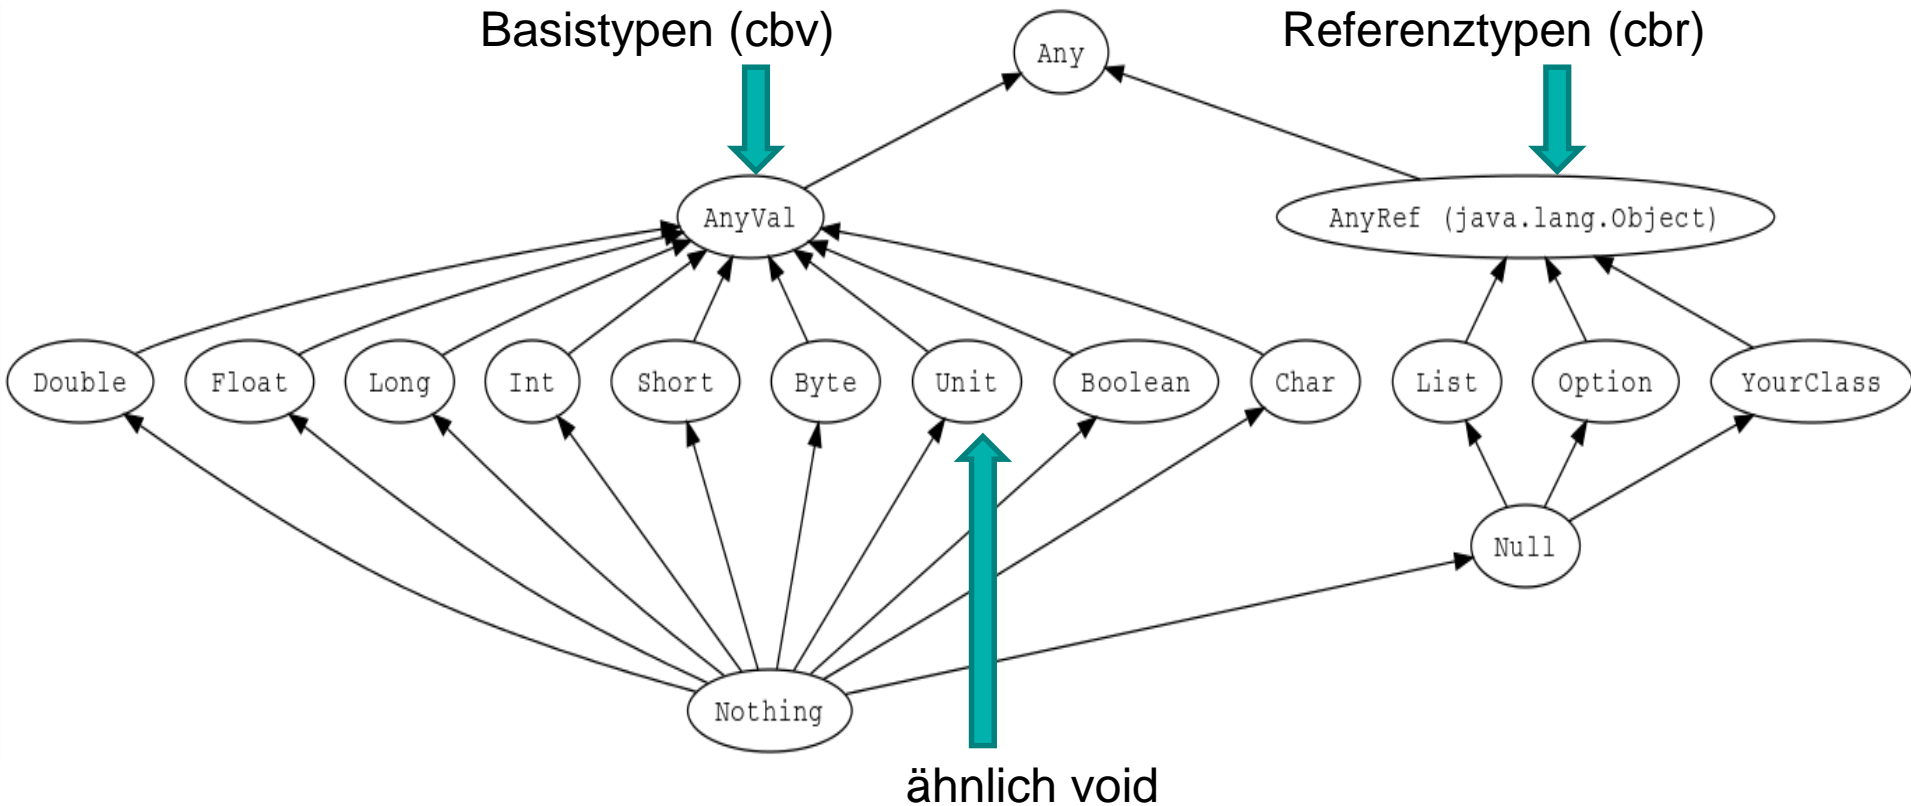 Basistypen (cbv)
Referenztypen (cbr)
Any
AnyVal
AnyRef (java.lang.Object)
Double
Float
Long
Int
Short
Byte
Unit
Boolean
Char
List
Option
YourClass
Null
Nothing
ähnlich void